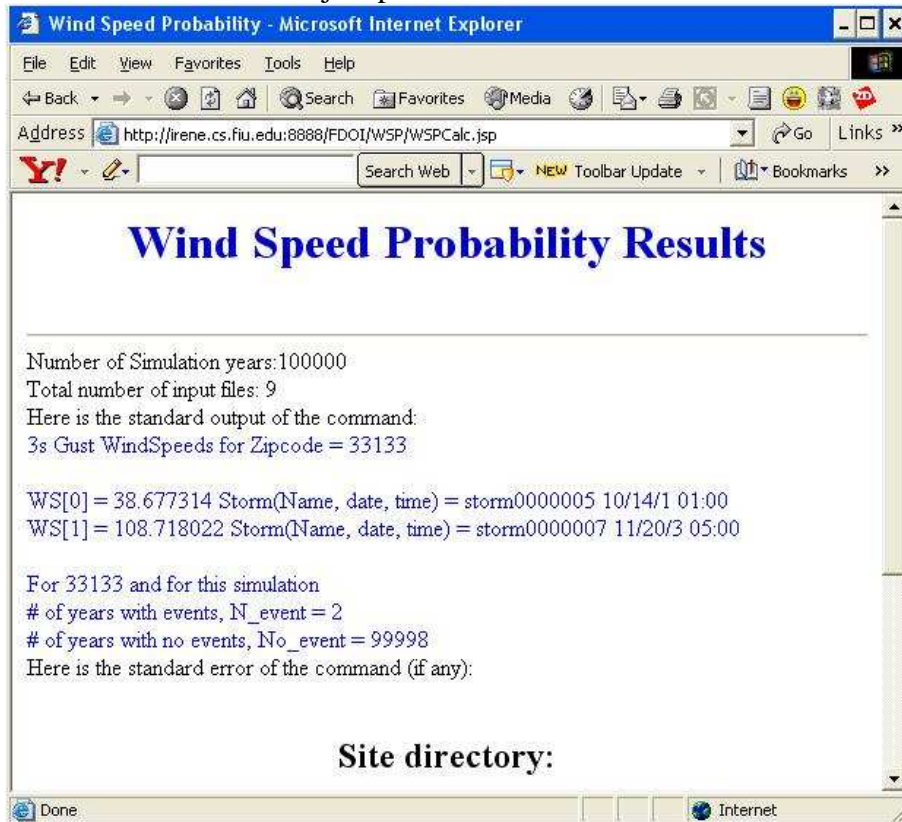 Wind Speed Probability - Microsoft Internet Explorer
File Edit View Favorites Tools Help
Back Search Favorites Media
Address http://irene.cs.fiu.edu:8888/FDOI/WSP/WSPCalc.jsp Go Links »
Y! Search Web NEW Toolbar Update Bookmarks »
Wind Speed Probability Results
Number of Simulation years:100000
Total number of input files: 9
Here is the standard output of the command:
3s Gust WindSpeeds for Zipcode = 33133
WS[0] = 38.677314 Storm(Name, date, time) = storm0000005 10/14/1 01:00
WS[1] = 108.718022 Storm(Name, date, time) = storm0000007 11/20/3 05:00
For 33133 and for this simulation
# of years with events, N_event = 2
# of years with no events, No_event = 99998
Here is the standard error of the command (if any):
Site directory:
Done Internet